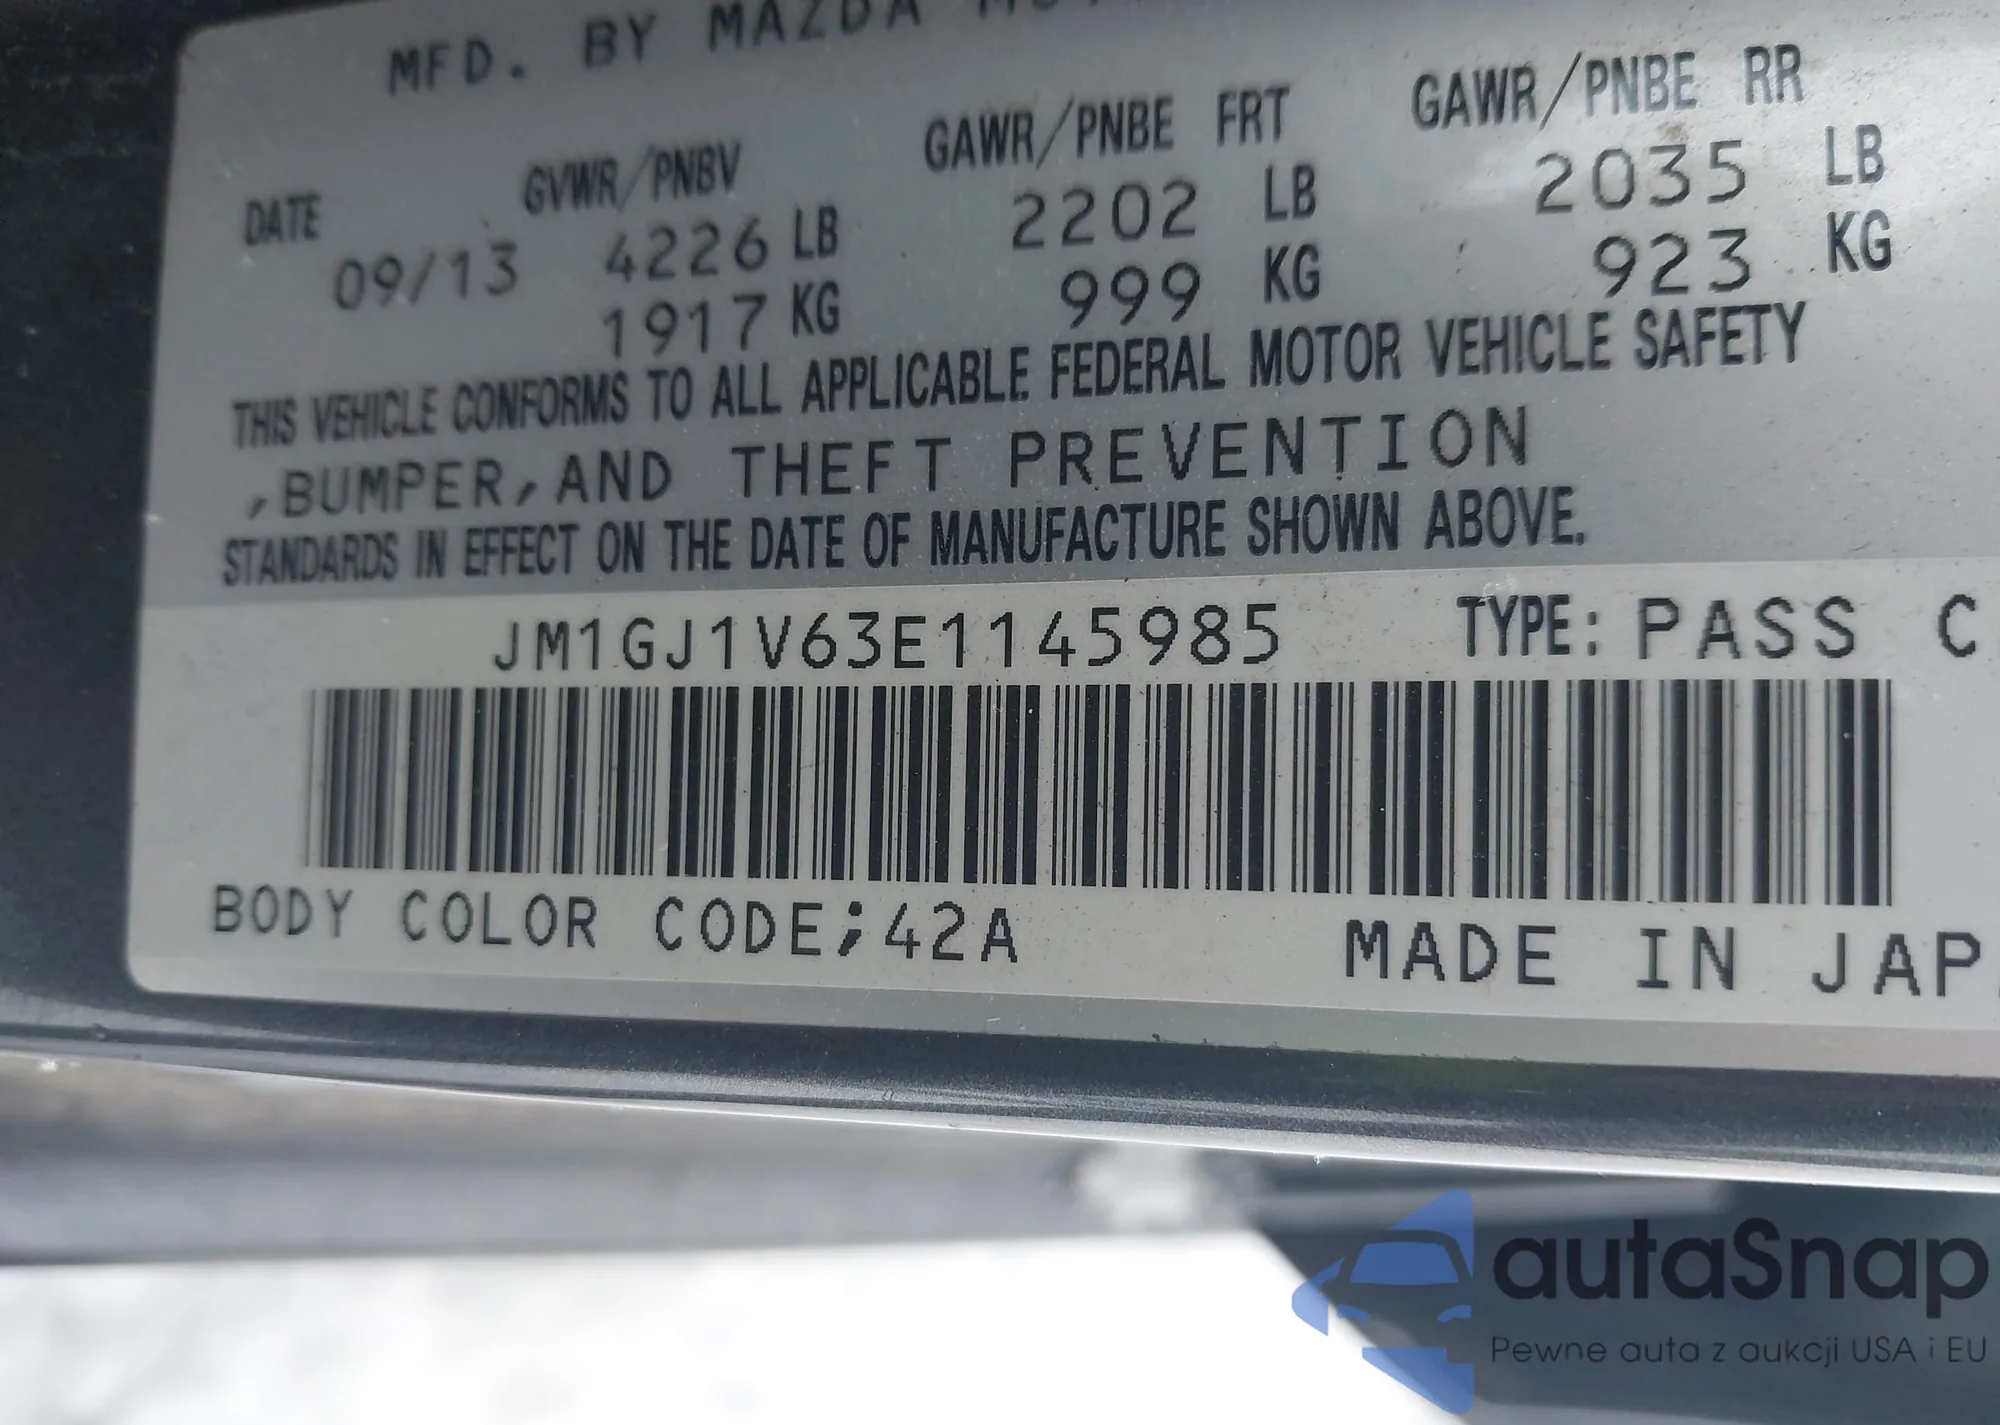 MFD. BY MAZDA
DATE GVWR/PNBV GAWR/PNBE FRT GAWR/PNBE RR
09/13 4226 LB 2202 LB 2035 LB
1917 KG 999 KG 923 KG
THIS VEHICLE CONFORMS TO ALL APPLICABLE FEDERAL MOTOR VEHICLE SAFETY
,BUMPER,AND THEFT PREVENTION
STANDARDS IN EFFECT ON THE DATE OF MANUFACTURE SHOWN ABOVE.
JM1GJ1V63E1145985 TYPE: PASS C
BODY COLOR CODE;42A MADE IN JAP
autaSnap
Pewne auta z aukcji USA i EU